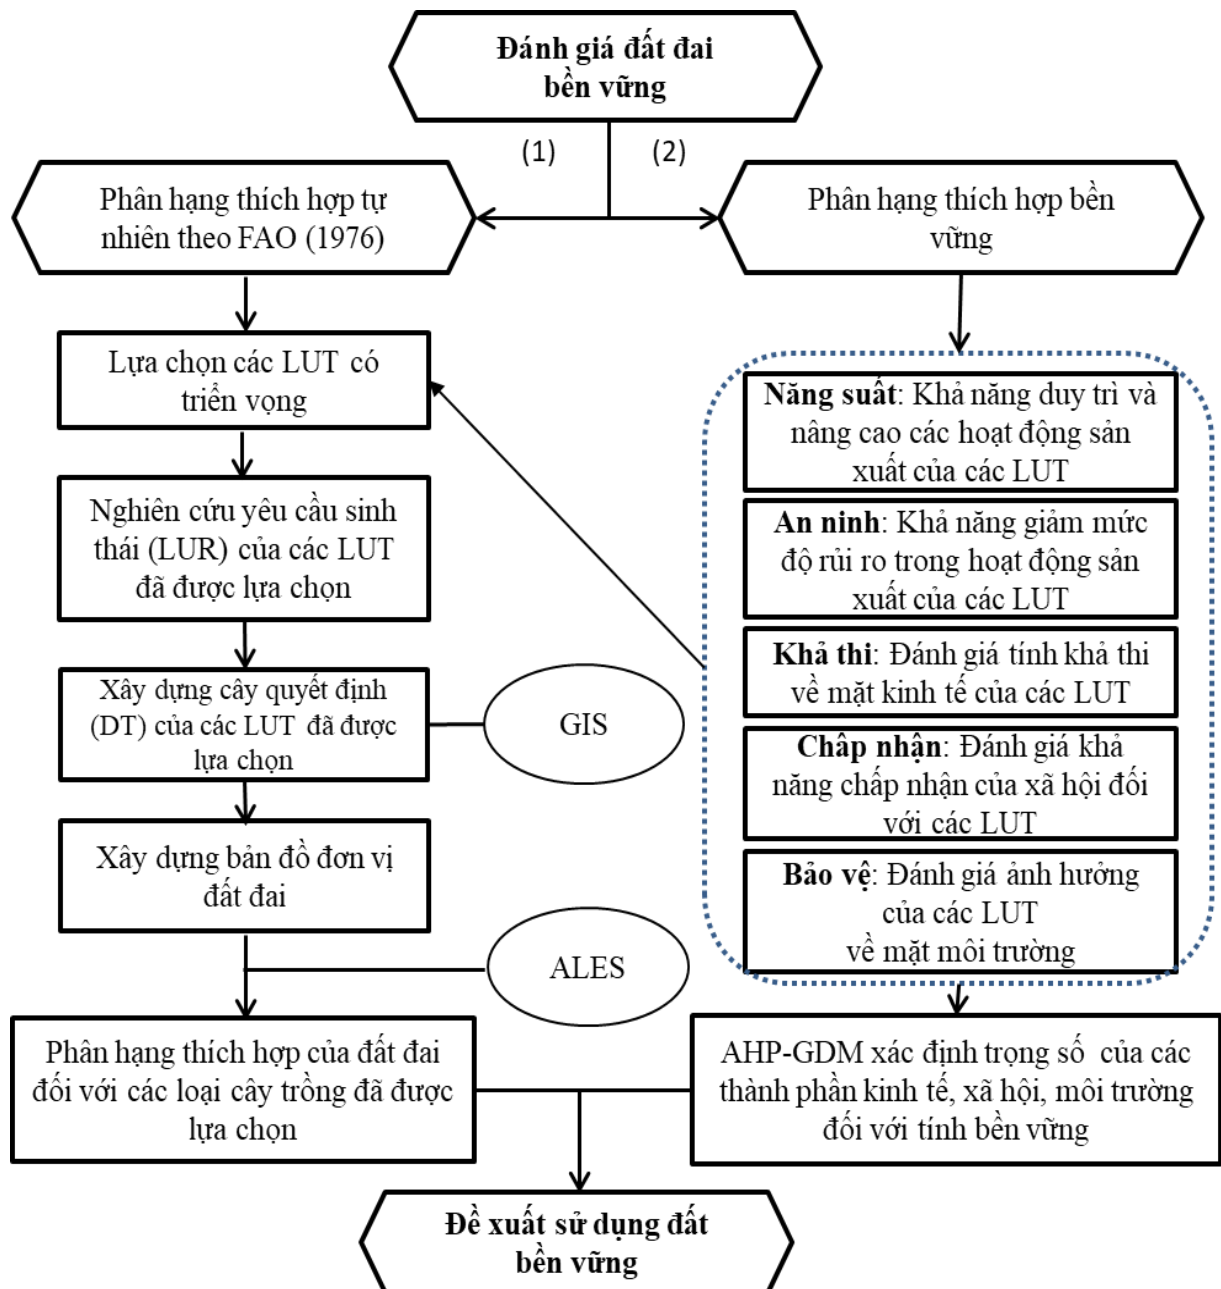 Đánh giá đất đai
bền vững
(1)
(2)
Phân hạng thích hợp tự
nhiên theo FAO (1976)
Phân hạng thích hợp bền
vững
Lựa chọn các LUT có
triển vọng
Nghiên cứu yêu cầu sinh
thái (LUR) của các LUT
đã được lựa chọn
Xây dựng cây quyết định
(DT) của các LUT đã được
lựa chọn
GIS
Xây dựng bản đồ đơn vị
đất đai
ALES
Năng suất: Khả năng duy trì và
nâng cao các hoạt động sản
xuất của các LUT
An ninh: Khả năng giảm mức
độ rủi ro trong hoạt động sản
xuất của các LUT
Khả thi: Đánh giá tính khả thi
về mặt kinh tế của các LUT
Châp nhận: Đánh giá khả
năng chấp nhận của xã hội đối
với các LUT
Bảo vệ: Đánh giá ảnh hưởng
của các LUT
về mặt môi trường
Phân hạng thích hợp của đất đai
đối với các loại cây trồng đã được
lựa chọn
AHP-GDM xác định trọng số của các
thành phần kinh tế, xã hội, môi trường
đối với tính bền vững
Đề xuất sử dụng đất
bền vững